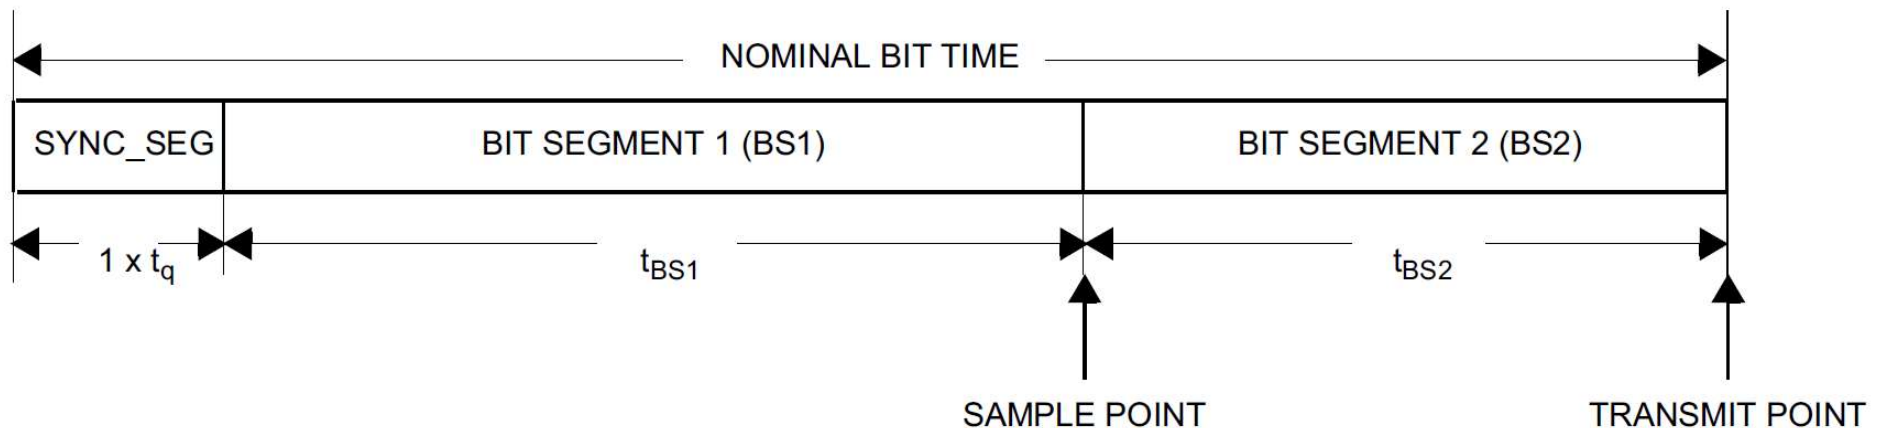 NOMINAL BIT TIME
SYNC_SEG BIT SEGMENT 1 (BS1) BIT SEGMENT 2 (BS2)
1 x tq tBS1 tBS2
SAMPLE POINT TRANSMIT POINT